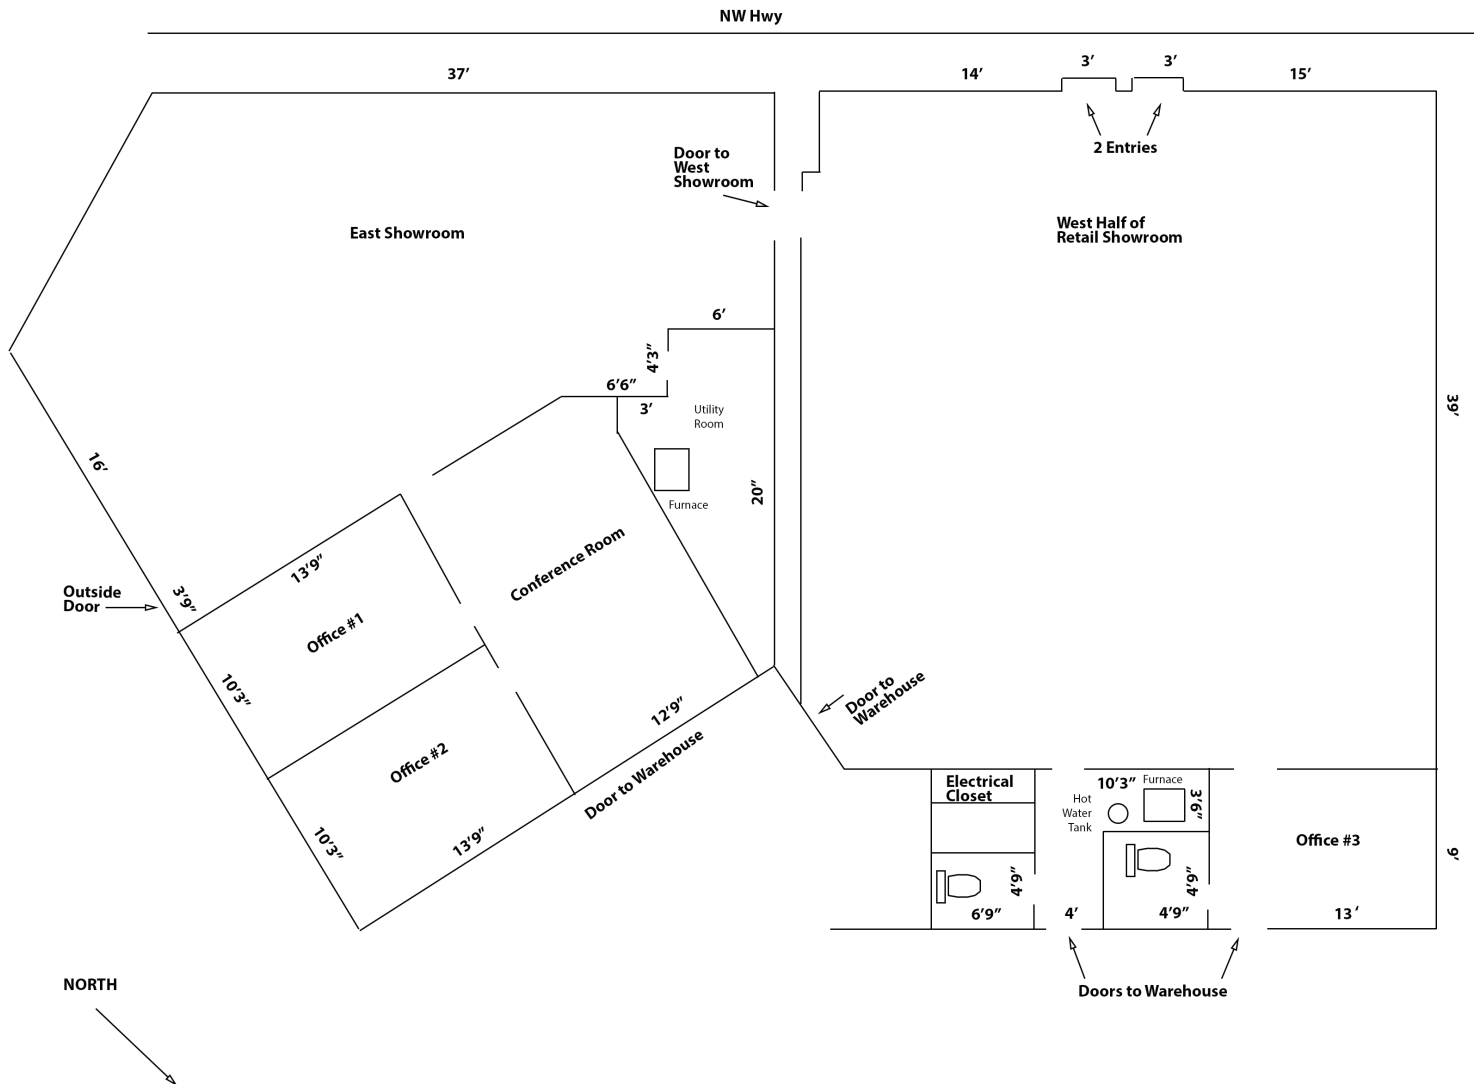 NW Hwy
37’
14’
3’
3’
15’
2 Entries
Door to
West
Showroom
East Showroom
West Half of
Retail Showroom
6’
4’3”
6’6”
3’
Utility
Room
Furnace
20”
39’
16’
3’9”
Outside
Door
13’9”
Office #1
Conference Room
10’3”
Office #2
12’9”
Door to Warehouse
10’3”
13’9”
Door to
Warehouse
Electrical
Closet
10’3”
Furnace
Hot
Water
Tank
3’6”
Office #3
9’
4’9”
6’9”
4’
4’9”
4’9”
13‘
Doors to Warehouse
NORTH